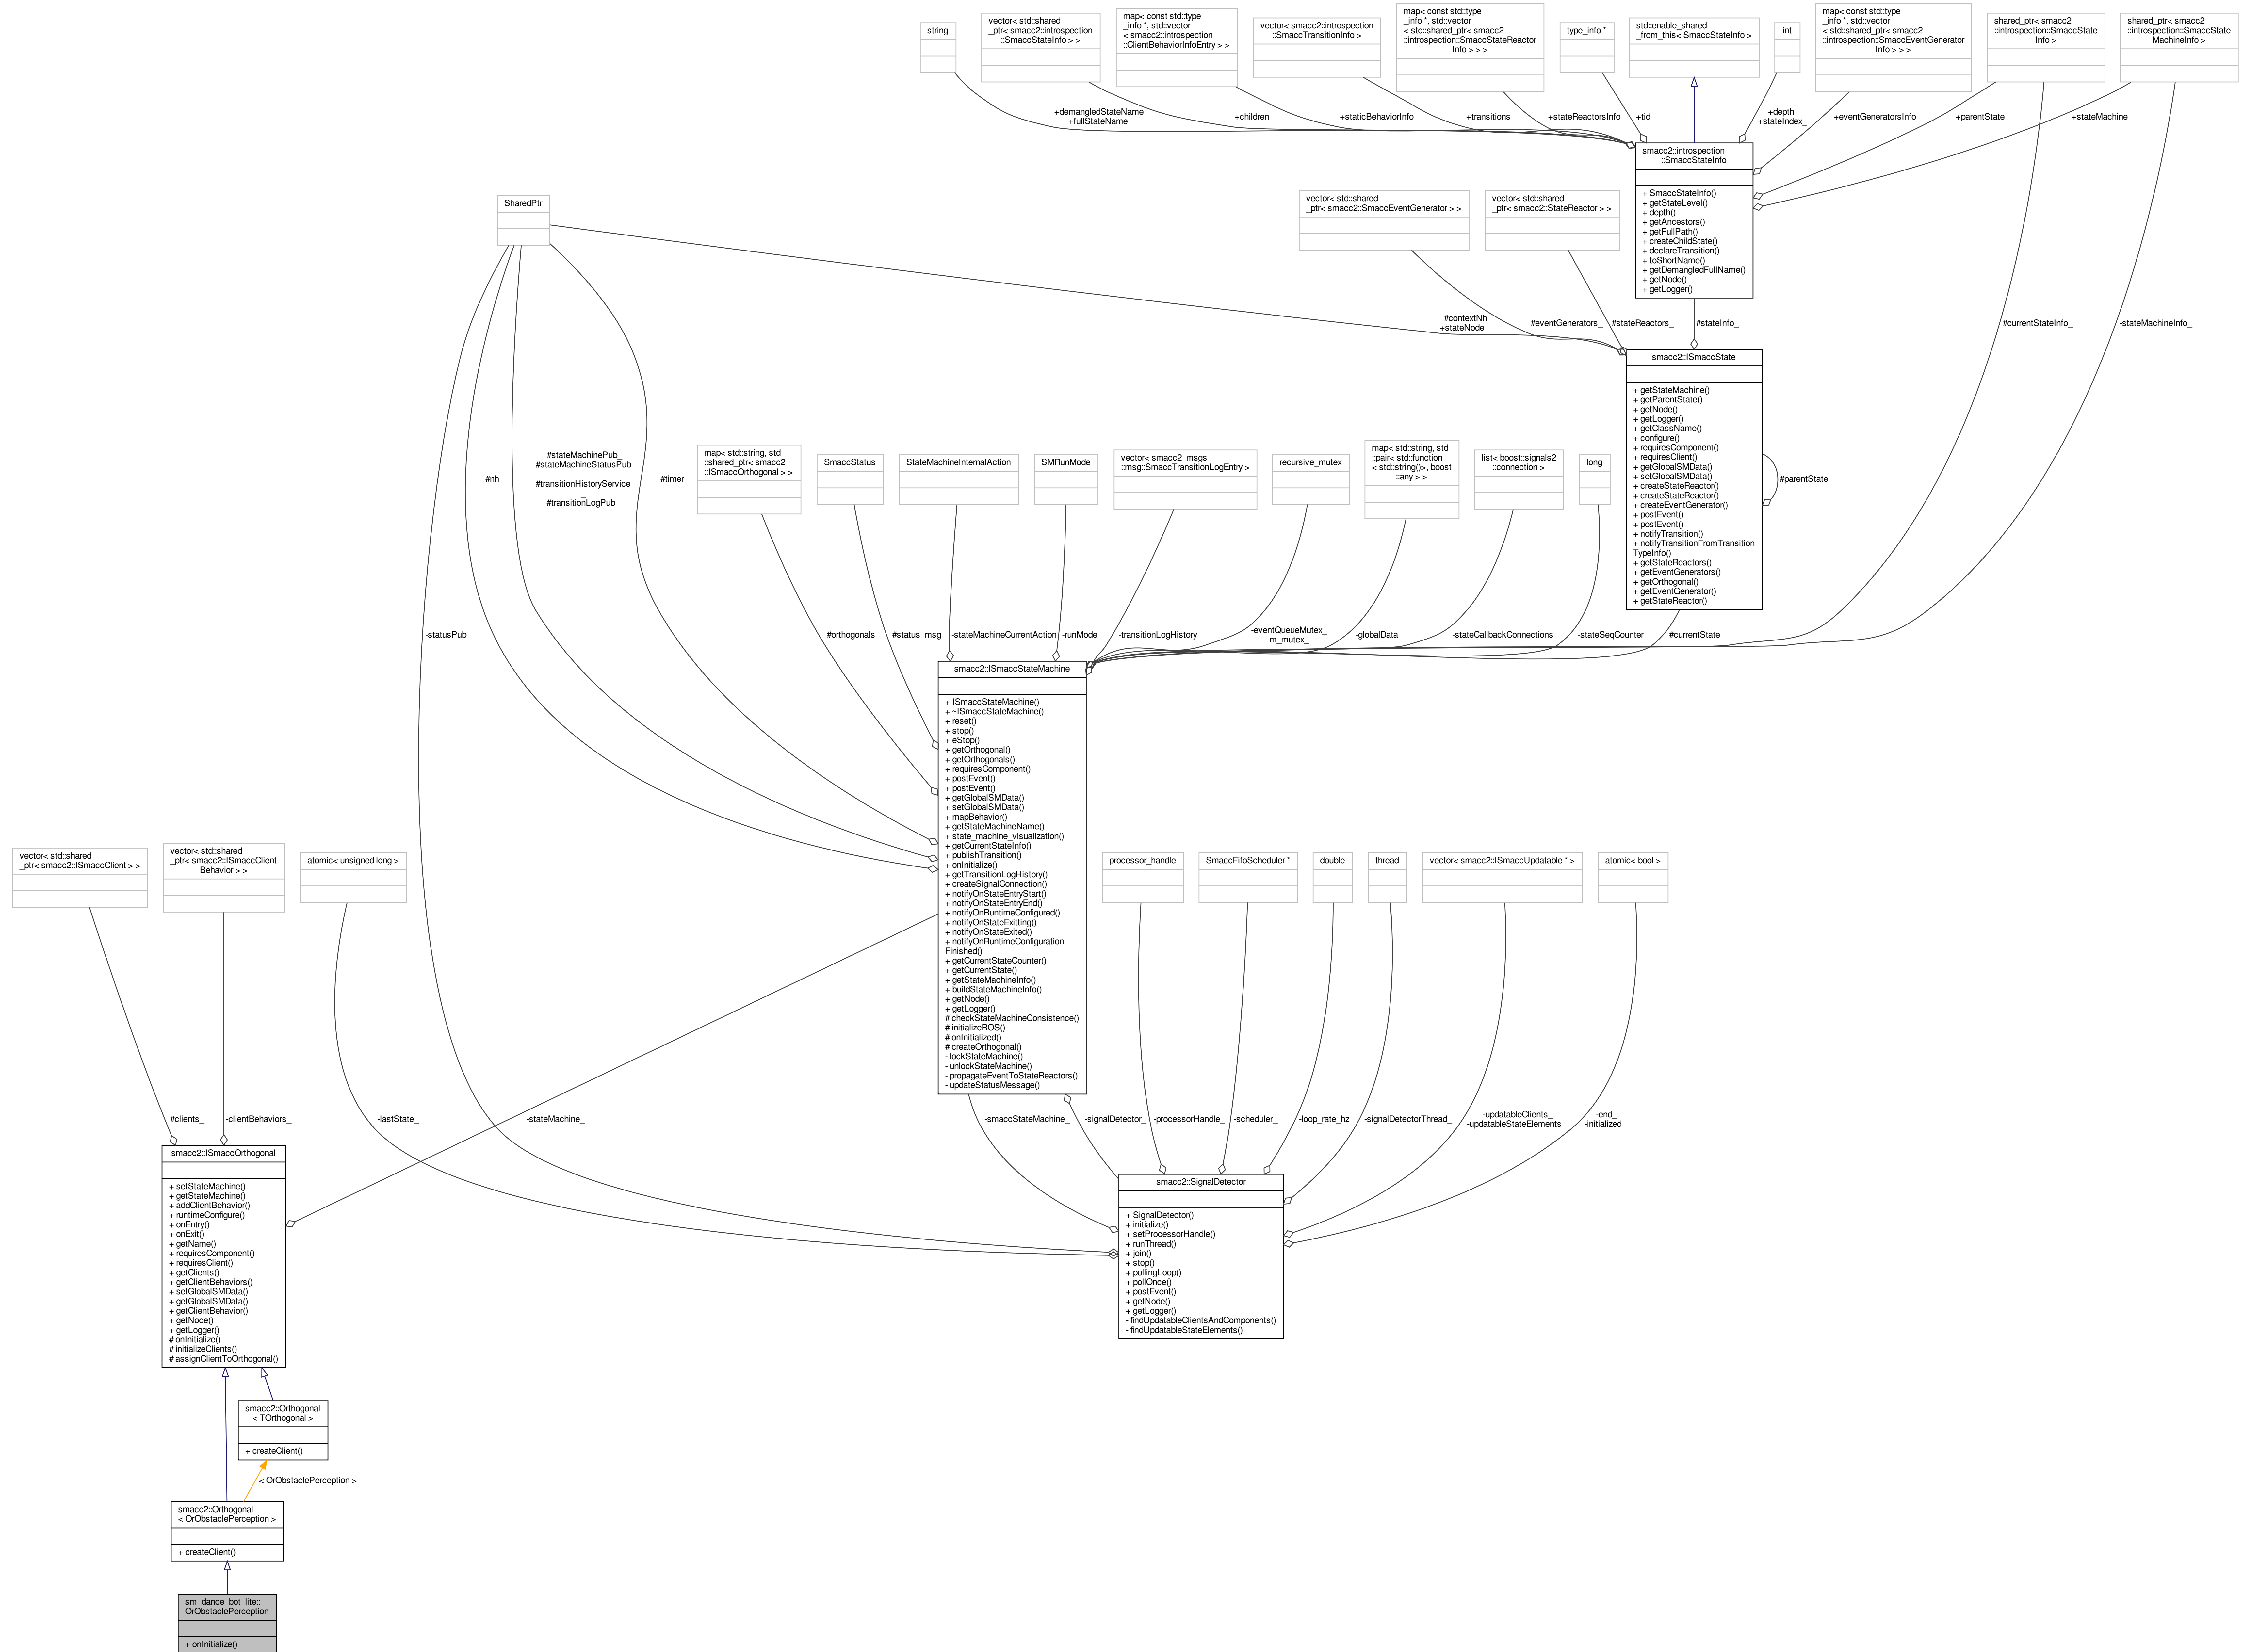 string
vector< std::shared
_ptr< smacc2::introspection
::SmaccStateInfo > >
map< const std::type
_info *, std::vector
< smacc2::introspection
::ClientBehaviorInfoEntry > >
vector< smacc2::introspection
::SmaccTransitionInfo >
map< const std::type
_info *, std::vector
< std::shared_ptr< smacc2
::introspection::SmaccStateReactor
Info > > >
type_info *
std::enable_shared
_from_this< SmaccStateInfo >
int
map< const std::type
_info *, std::vector
< std::shared_ptr< smacc2
::introspection::SmaccEventGenerator
Info > > >
shared_ptr< smacc2
::introspection::SmaccState
Info >
shared_ptr< smacc2
::introspection::SmaccState
MachineInfo >
+demangledStateName
+fullStateName
+children_
+staticBehaviorInfo
+transitions_
+stateReactorsInfo
+tid_
+depth_
+stateIndex_
+eventGeneratorsInfo
+parentState_
+stateMachine_
smacc2::introspection
::SmaccStateInfo
+ SmaccStateInfo()
+ getStateLevel()
+ depth()
+ getAncestors()
+ getFullPath()
+ createChildState()
+ declareTransition()
+ toShortName()
+ getDemangledFullName()
+ getNode()
+ getLogger()
SharedPtr
vector< std::shared
_ptr< smacc2::SmaccEventGenerator > >
vector< std::shared
_ptr< smacc2::StateReactor > >
#contextNh
+stateNode_
#eventGenerators_
#stateReactors_
#stateInfo_
#currentStateInfo_
-stateMachineInfo_
smacc2::ISmaccState
+ getStateMachine()
+ getParentState()
+ getNode()
+ getLogger()
+ getClassName()
+ configure()
+ requiresComponent()
+ requiresClient()
+ getGlobalSMData()
+ setGlobalSMData()
+ createStateReactor()
+ createStateReactor()
+ createEventGenerator()
+ postEvent()
+ postEvent()
+ notifyTransition()
+ notifyTransitionFromTransition
TypeInfo()
+ getStateReactors()
+ getEventGenerators()
+ getOrthogonal()
+ getEventGenerator()
+ getStateReactor()
#parentState_
#nh_
#stateMachinePub_
#stateMachineStatusPub
_
#transitionHistoryService
_
#transitionLogPub_
#timer_
map< std::string, std
::shared_ptr< smacc2
::ISmaccOrthogonal > >
SmaccStatus
StateMachineInternalAction
SMRunMode
vector< smacc2_msgs
::msg::SmaccTransitionLogEntry >
recursive_mutex
map< std::string, std
::pair< std::function
< std::string()>, boost
::any > >
list< boost::signals2
::connection >
long
-statusPub_
#orthogonals_
#status_msg_
-stateMachineCurrentAction
-runMode_
-transitionLogHistory_
-eventQueueMutex_
-m_mutex_
-globalData_
-stateCallbackConnections
-stateSeqCounter_
#currentState_
smacc2::ISmaccStateMachine
+ ISmaccStateMachine()
+ ~ISmaccStateMachine()
+ reset()
+ stop()
+ eStop()
+ getOrthogonal()
+ getOrthogonals()
+ requiresComponent()
+ postEvent()
+ postEvent()
+ getGlobalSMData()
+ setGlobalSMData()
+ mapBehavior()
+ getStateMachineName()
+ state_machine_visualization()
+ getCurrentStateInfo()
+ publishTransition()
+ onInitialize()
+ getTransitionLogHistory()
+ createSignalConnection()
+ notifyOnStateEntryStart()
+ notifyOnStateEntryEnd()
+ notifyOnRuntimeConfigured()
+ notifyOnStateExitting()
+ notifyOnStateExited()
+ notifyOnRuntimeConfiguration
Finished()
+ getCurrentStateCounter()
+ getCurrentState()
+ getStateMachineInfo()
+ buildStateMachineInfo()
+ getNode()
+ getLogger()
# checkStateMachineConsistence()
# initializeROS()
# onInitialized()
# createOrthogonal()
- lockStateMachine()
- unlockStateMachine()
- propagateEventToStateReactors()
- updateStatusMessage()
vector< std::shared
_ptr< smacc2::ISmaccClient > >
vector< std::shared
_ptr< smacc2::ISmaccClient
Behavior > >
atomic< unsigned long >
processor_handle
SmaccFifoScheduler *
double
thread
vector< smacc2::ISmaccUpdatable * >
atomic< bool >
#clients_
-clientBehaviors_
-lastState_
-stateMachine_
-smaccStateMachine_
-signalDetector_
-processorHandle_
-scheduler_
-loop_rate_hz
-signalDetectorThread_
-updatableClients_
-updatableStateElements_
-end_
-initialized_
smacc2::ISmaccOrthogonal
+ setStateMachine()
+ getStateMachine()
+ addClientBehavior()
+ runtimeConfigure()
+ onEntry()
+ onExit()
+ getName()
+ requiresComponent()
+ requiresClient()
+ getClients()
+ getClientBehaviors()
+ setGlobalSMData()
+ getGlobalSMData()
+ getClientBehavior()
+ getNode()
+ getLogger()
# onInitialize()
# initializeClients()
# assignClientToOrthogonal()
smacc2::SignalDetector
+ SignalDetector()
+ initialize()
+ setProcessorHandle()
+ runThread()
+ join()
+ stop()
+ pollingLoop()
+ pollOnce()
+ postEvent()
+ getNode()
+ getLogger()
- findUpdatableClientsAndComponents()
- findUpdatableStateElements()
smacc2::Orthogonal
< TOrthogonal >
+ createClient()
< OrObstaclePerception >
smacc2::Orthogonal
< OrObstaclePerception >
+ createClient()
sm_dance_bot_lite::
OrObstaclePerception
+ onInitialize()